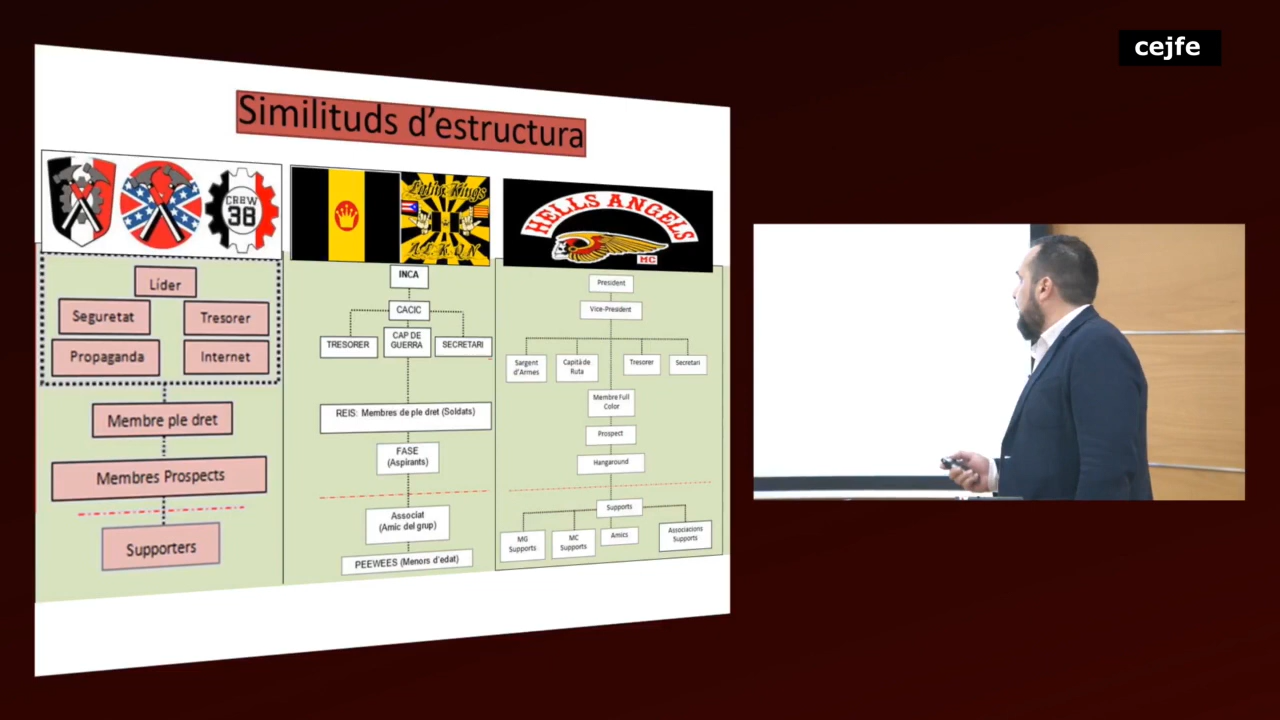 cejfe
Similituds d'estructura
CREW
38
Líder
Seguretat
Tresorer
Propaganda
Internet
Membre ple dret
Membres Prospects
Supporters
Latin Kings
A.L.K.Q.N
INCA
CACIC
TRESORER
CAP DE
GUERRA
SECRETARI
REIS: Membres de ple dret (Soldats)
FASE
(Aspirants)
Associat
(Amic del grup)
PEEWEES (Menors d'edat)
HELLS ANGELS
MC
President
Vice-President
Sargent
d'Armes
Capità de
Ruta
Tresorer
Secretari
Membre Full
Color
Prospect
Hangaround
Supports
MG
Supports
MC
Supports
Amics
Associacions
Supports